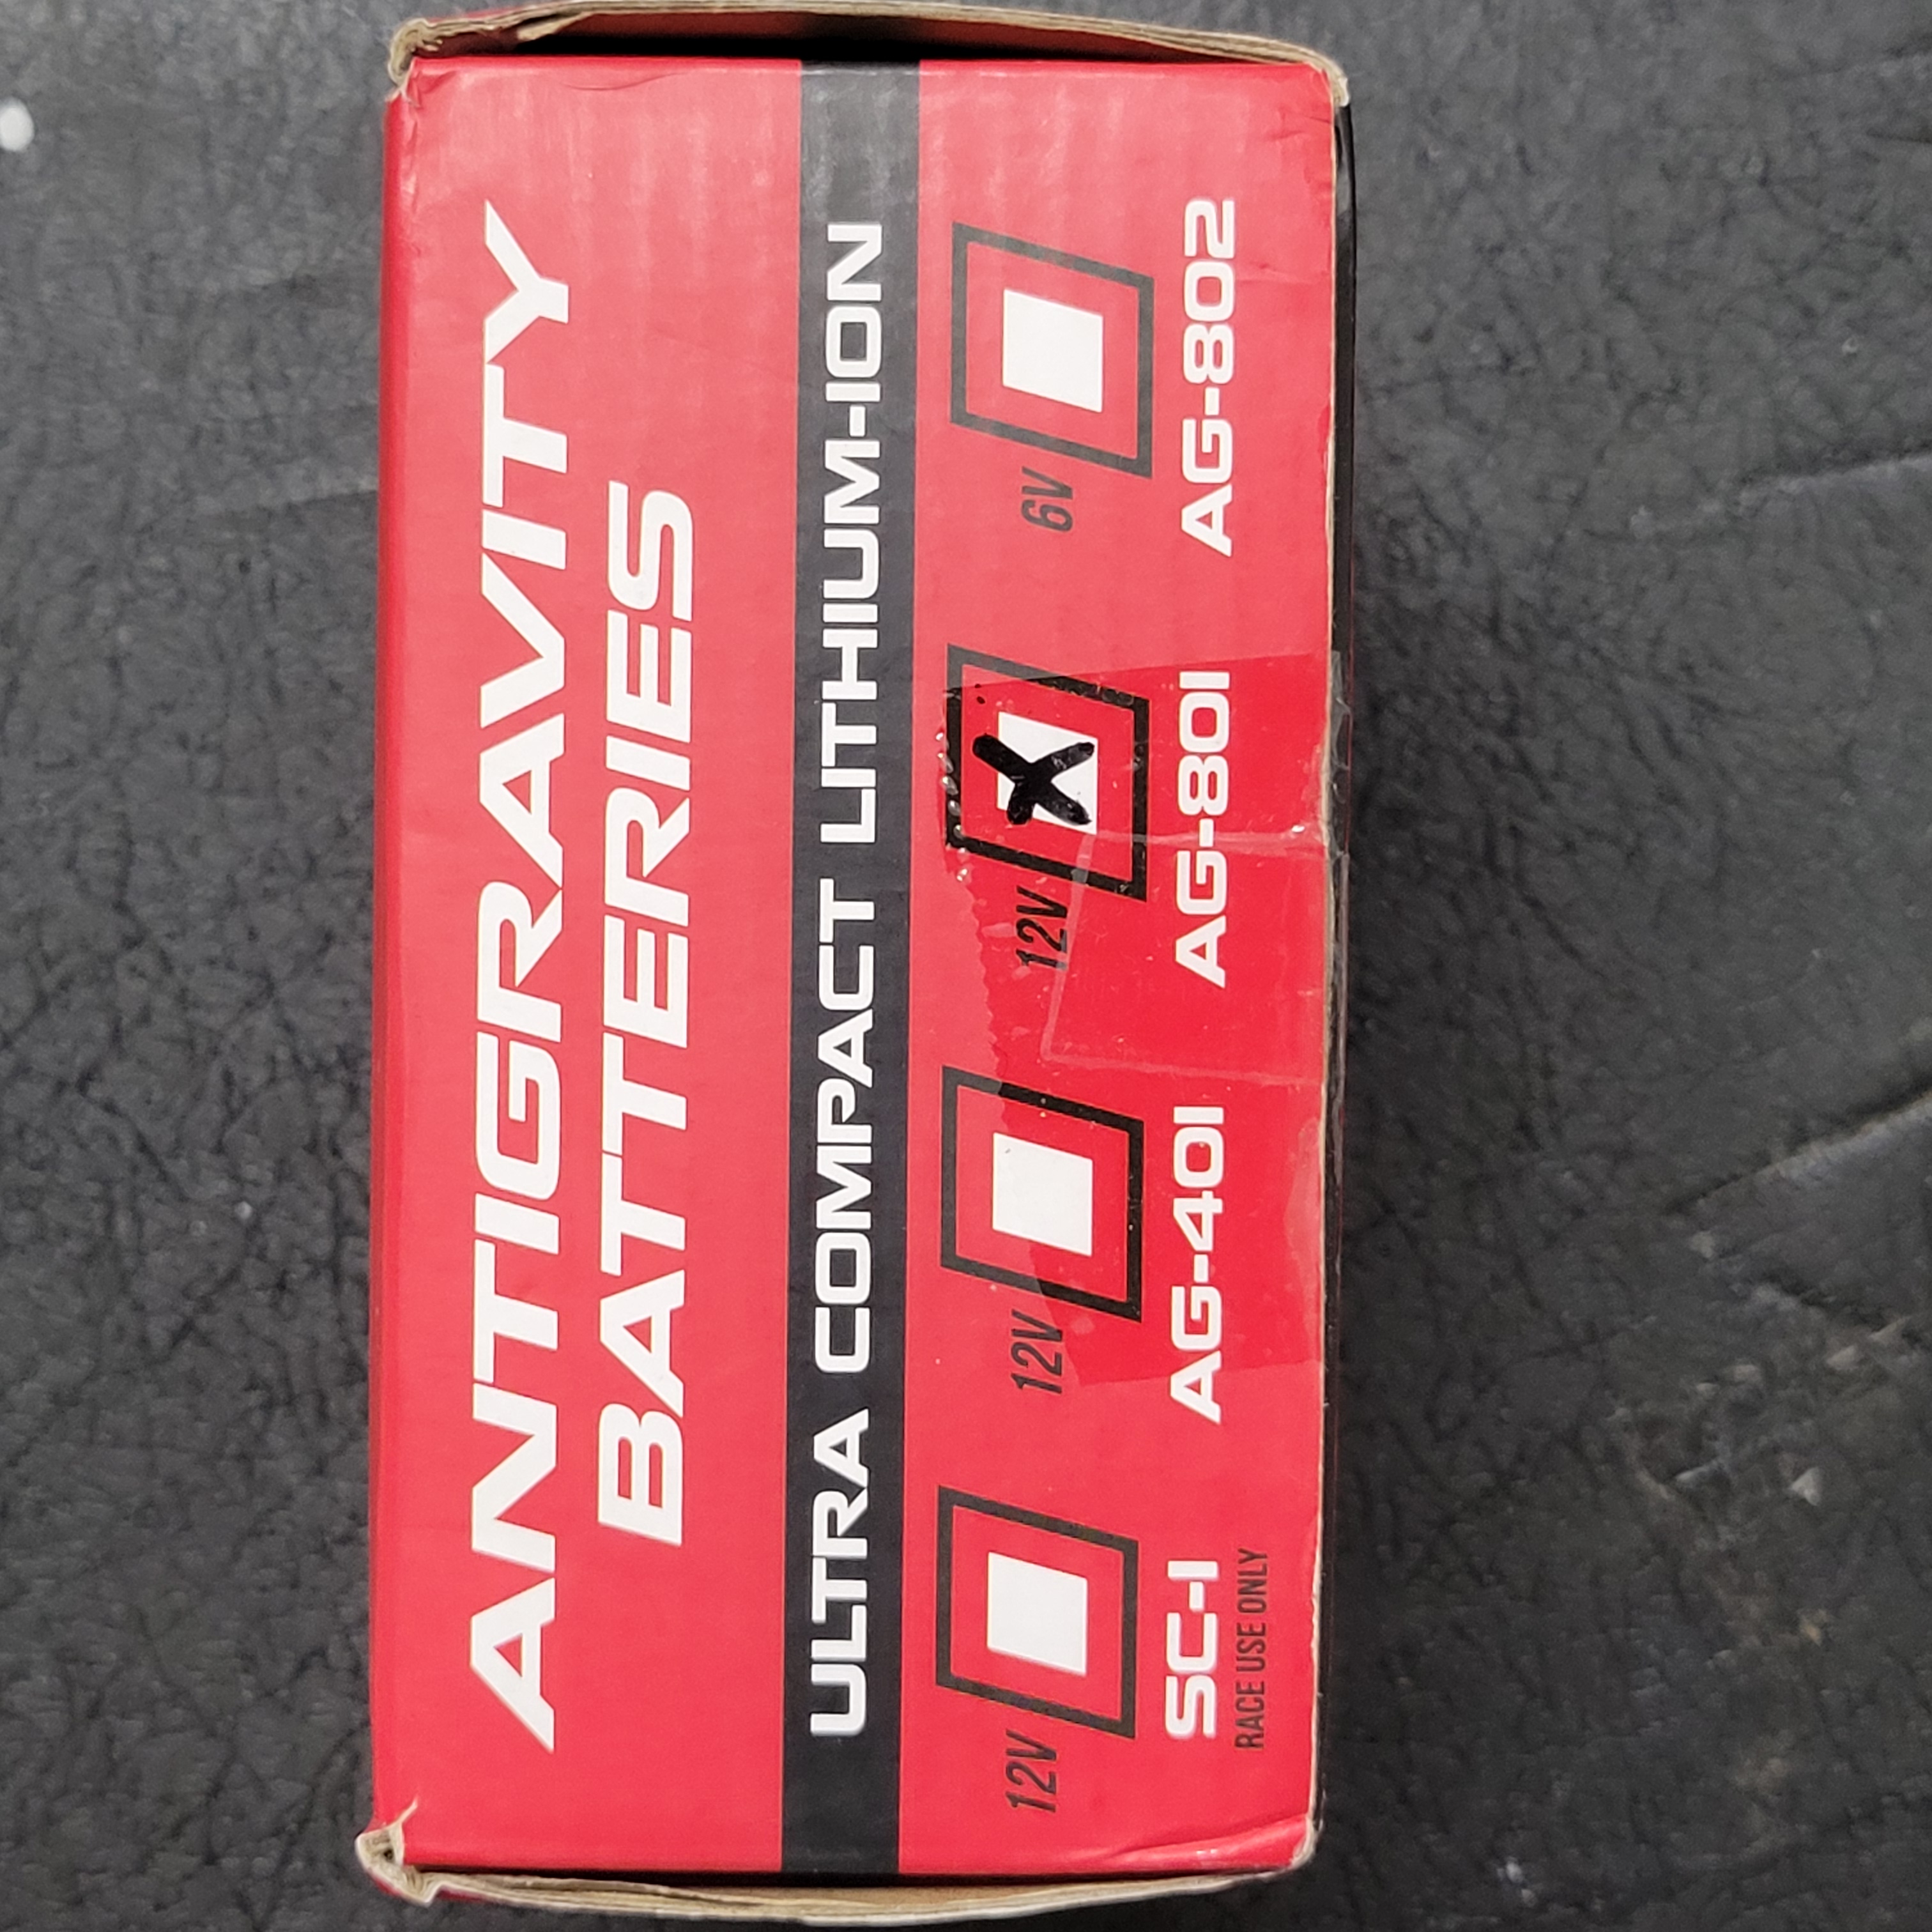 ANTIGRAVITY
BATTERIES
ULTRA COMPACT LITHIUM-ION
12V 12V 12V X 6V
SC-1 AG-401 AG-801 AG-802
RACE USE ONLY